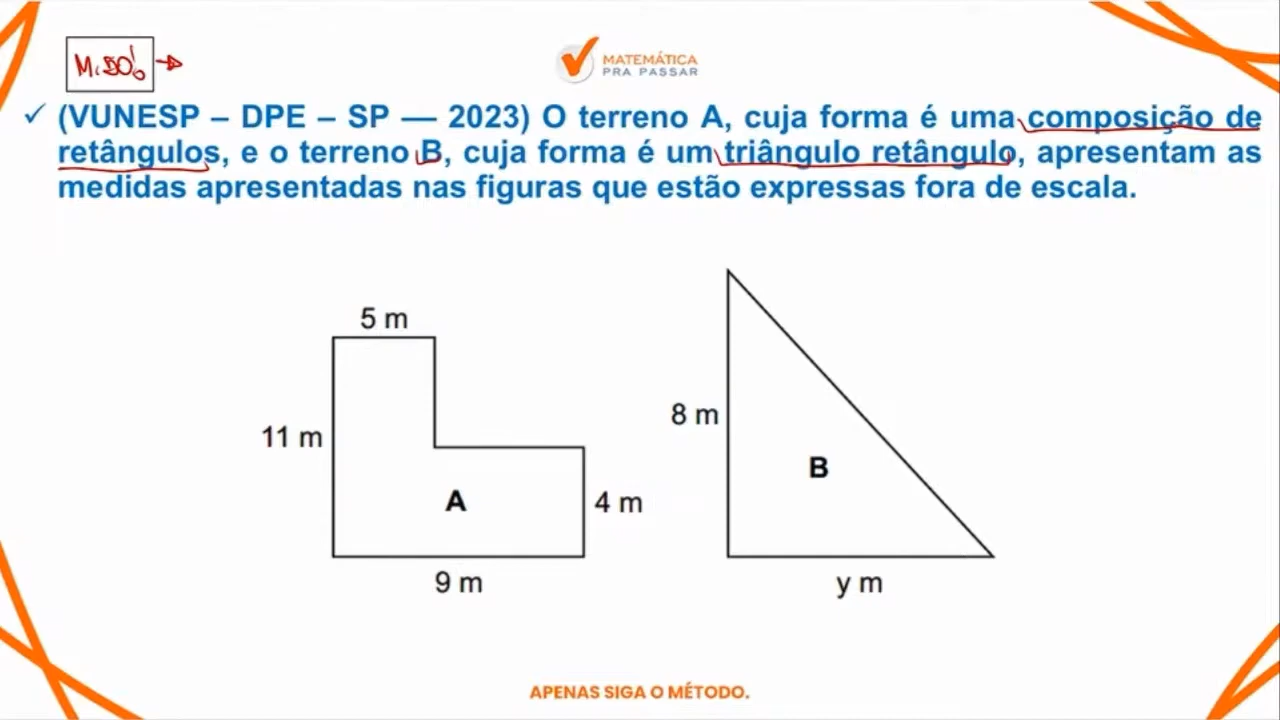 MATEMÁTICA
PRA PASSAR
✓ (VUNESP – DPE – SP — 2023) O terreno A, cuja forma é uma composição de
retângulos, e o terreno B, cuja forma é um triângulo retângulo, apresentam as
medidas apresentadas nas figuras que estão expressas fora de escala.
5 m
11 m
A
4 m
9 m
8 m
B
y m
APENAS SIGA O MÉTODO.